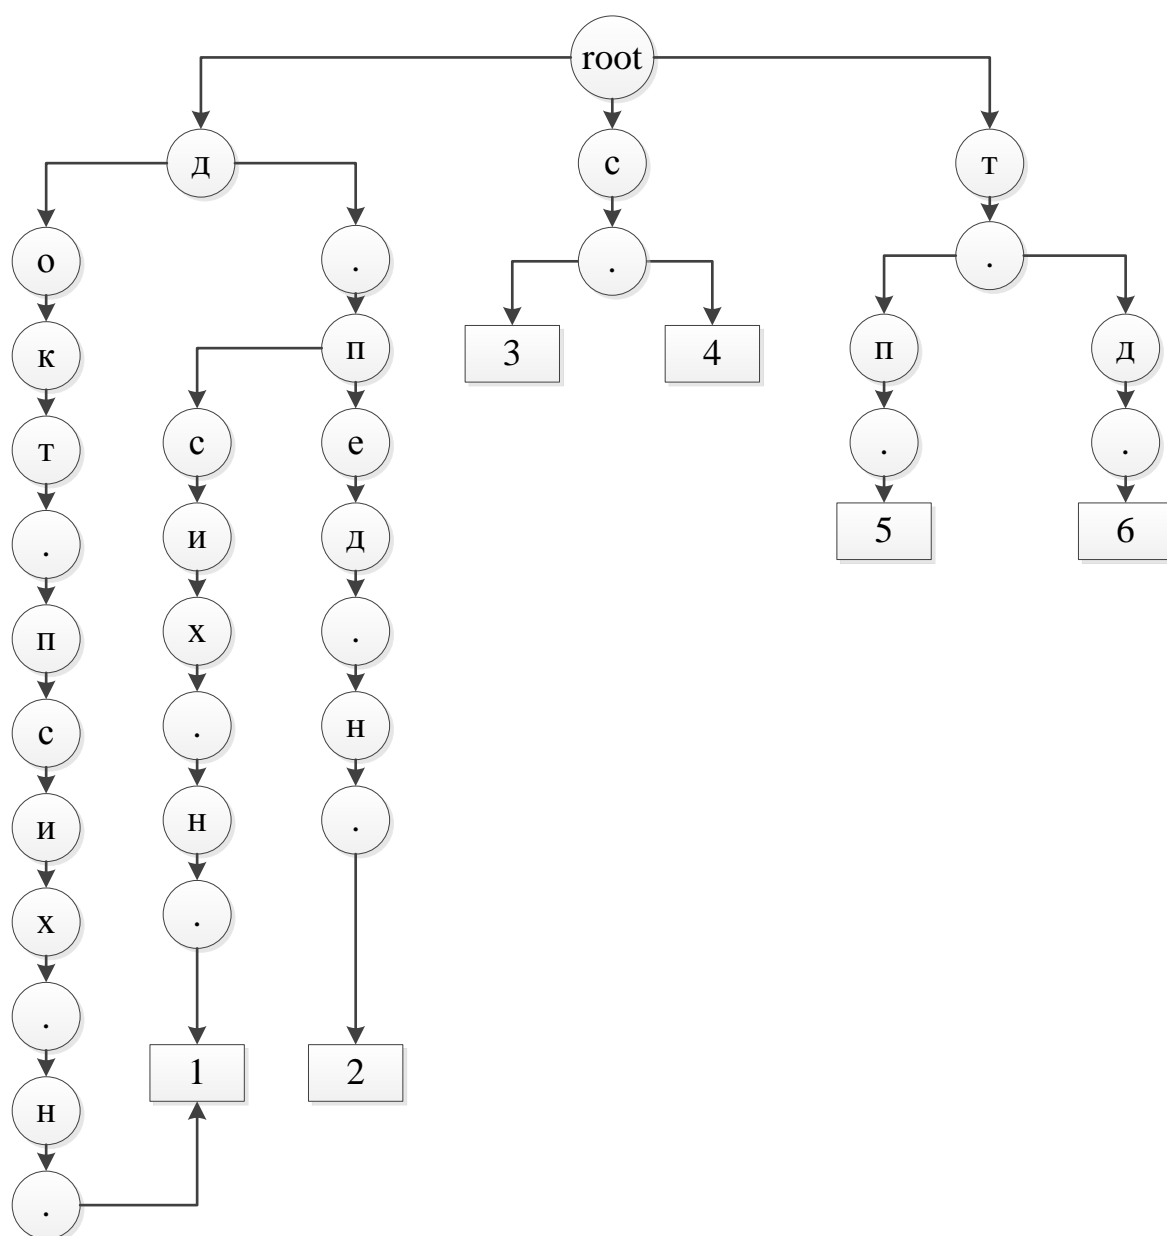 root
д с т
о . . .
3 4
к п п д
т с е . .
. и д 5 6
п х .
с . н
и н .
х .
. 1 2
н
.